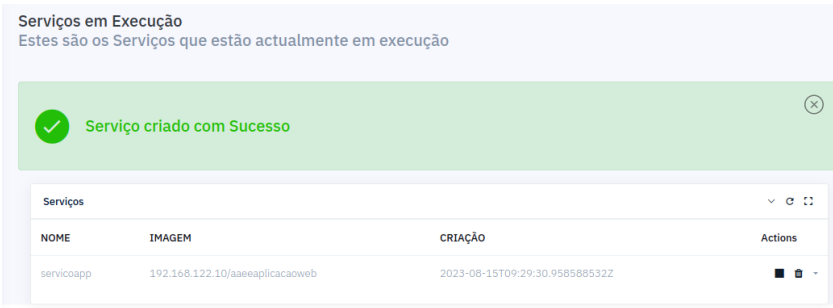 Serviços em Execução
Estes são os Serviços que estão actualmente em execução
Serviço criado com Sucesso
Serviços
NOME IMAGEM CRIAÇÃO Actions
servicoapp 192.168.122.10/aaeeaplicacaoweb 2023-08-15T09:29:30.958588532Z